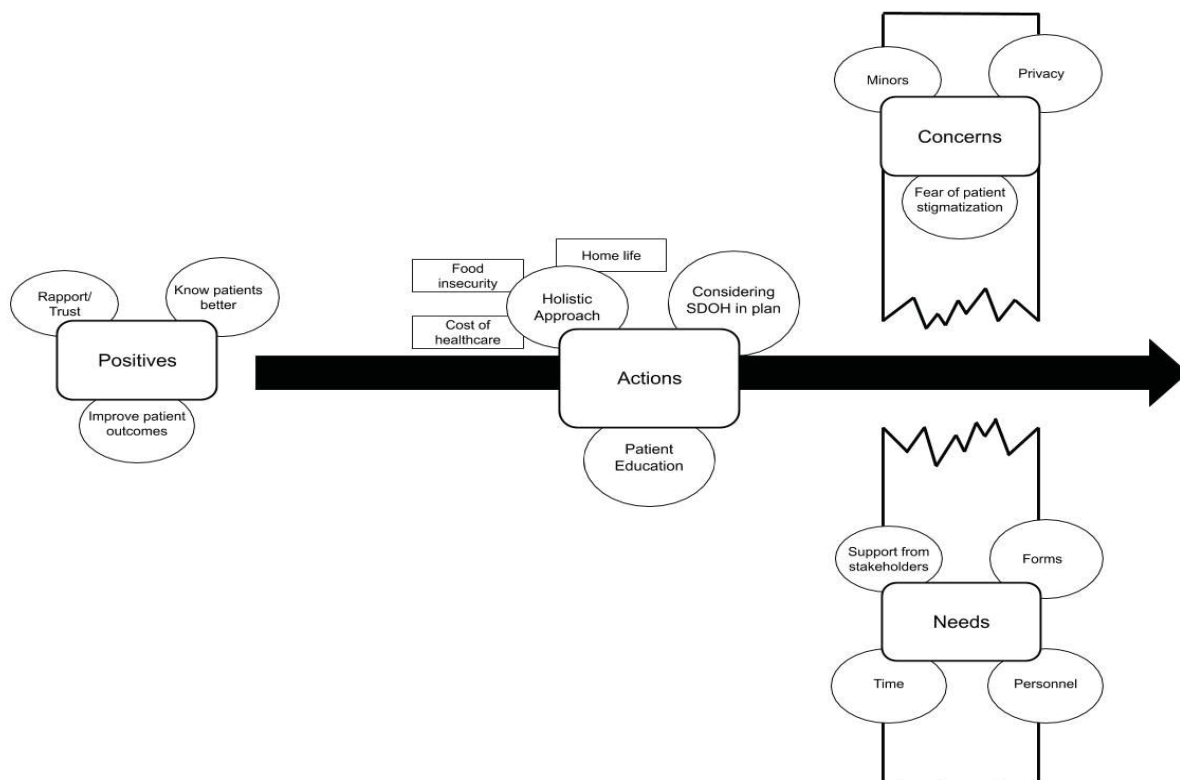 Minors
Privacy
Concerns
Fear of patient
stigmatization
Home life
Food
insecurity
Holistic
Approach
Cost of
healthcare
Considering
SDOH in plan
Rapport/
Trust
Know patients
better
Positives
Improve patient
outcomes
Actions
Patient
Education
Support from
stakeholders
Forms
Needs
Time
Personnel